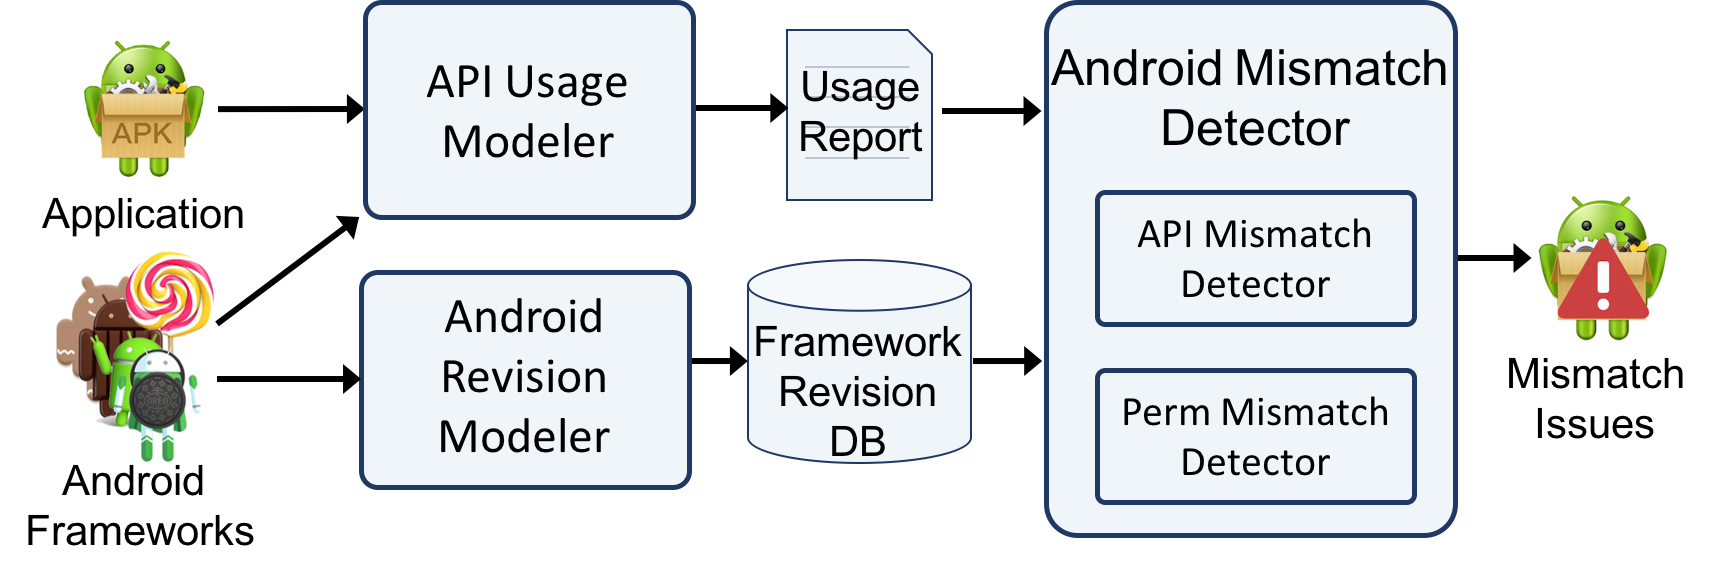 APK
Application
Android
Frameworks
API Usage
Modeler
Android
Revision
Modeler
Usage
Report
Framework
Revision
DB
Android Mismatch
Detector
API Mismatch
Detector
Perm Mismatch
Detector
Mismatch
Issues
OREO